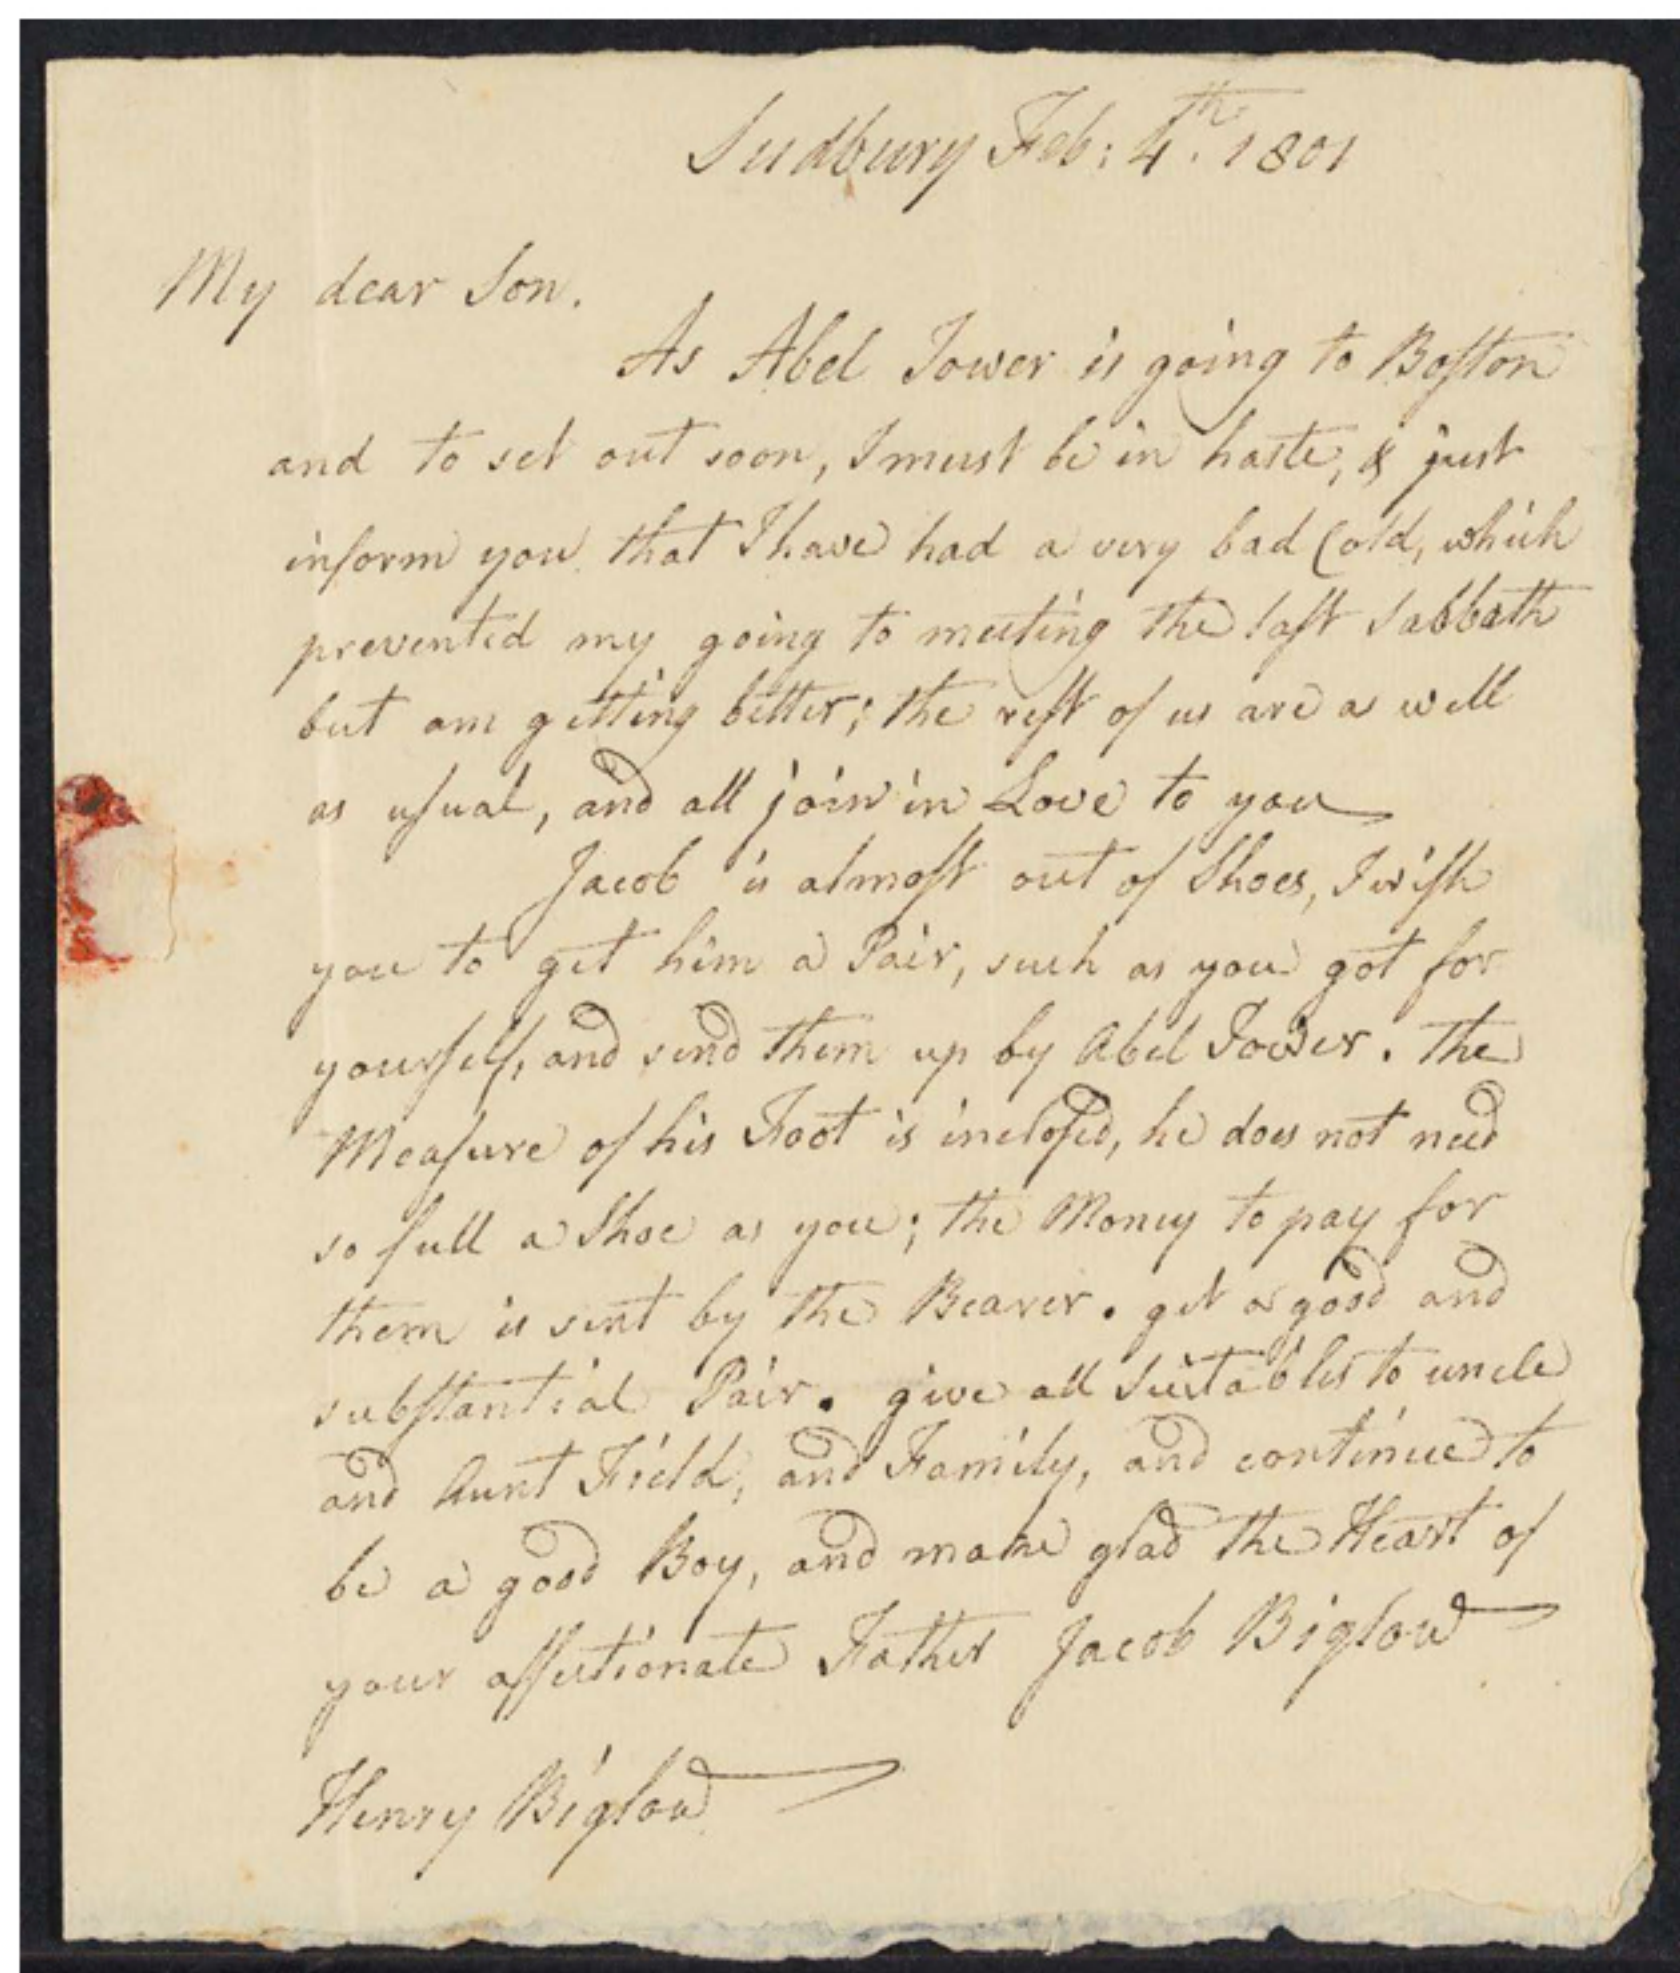 Sudbury Feb: 4th. 1801
My dear Son.
As Abel Tower is going to Boston
and to set out soon, I must be in haste, & just
inform you that I have had a very bad Cold, which
prevented my going to meeting the last Sabbath
but am getting better; the rest of us are as well
as usual, and all join in Love to you
Jacob is almost out of Shoes, I wish
you to get him a Pair, such as you got for
yourself, and send them up by Abel Tower. The
Measure of his Foot is inclosed, he does not need
so full a Shoe as you; the Money to pay for
them is sent by the Bearer. get a good and
substantial Pair. give all Suitables to uncle
and Aunt Field, and Family, and continue to
be a good Boy, and make glad the Heart of
your affectionate Father Jacob Biglow
Henry Biglow